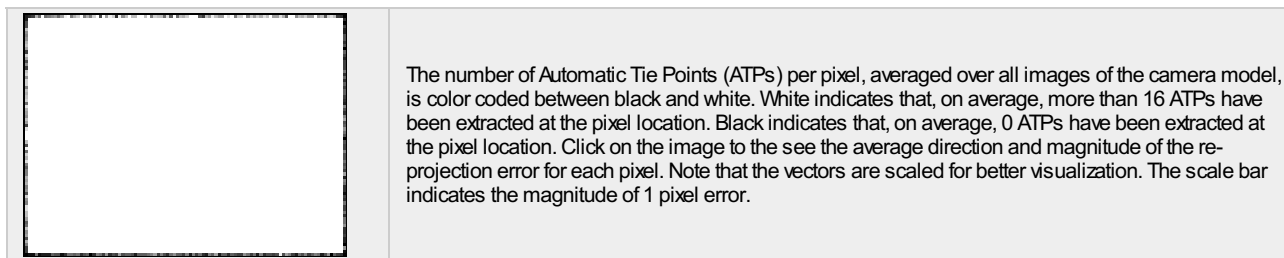 The number of Automatic Tie Points (ATPs) per pixel, averaged over all images of the camera model,
is color coded between black and white. White indicates that, on average, more than 16 ATPs have
been extracted at the pixel location. Black indicates that, on average, 0 ATPs have been extracted at
the pixel location. Click on the image to the see the average direction and magnitude of the re-
projection error for each pixel. Note that the vectors are scaled for better visualization. The scale bar
indicates the magnitude of 1 pixel error.